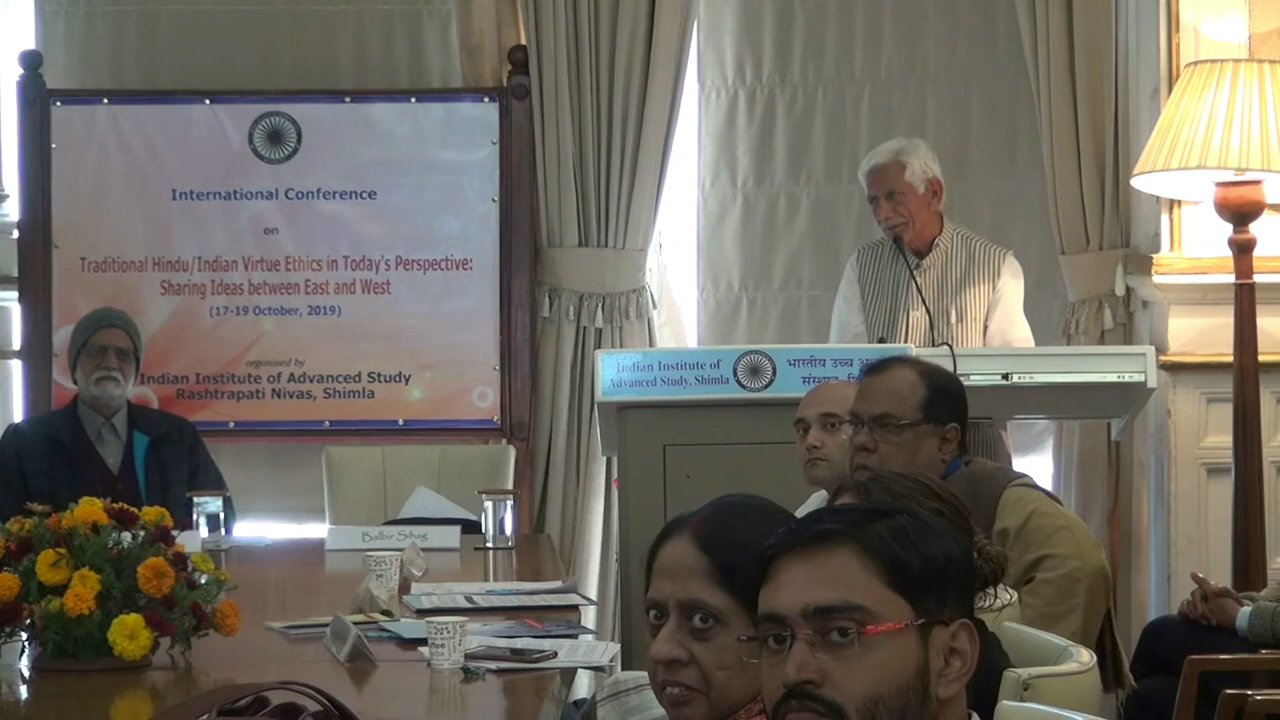 International Conference
on
Traditional Hindu/Indian Virtue Ethics in Today's Perspective:
Sharing Ideas between East and West
(17-19 October, 2019)
organised by
Indian Institute of Advanced Study
Rashtrapati Nivas, Shimla
Indian Institute of
Advanced Study, Shimla
भारतीय उच्च
संस्थान
Balbir Sihag